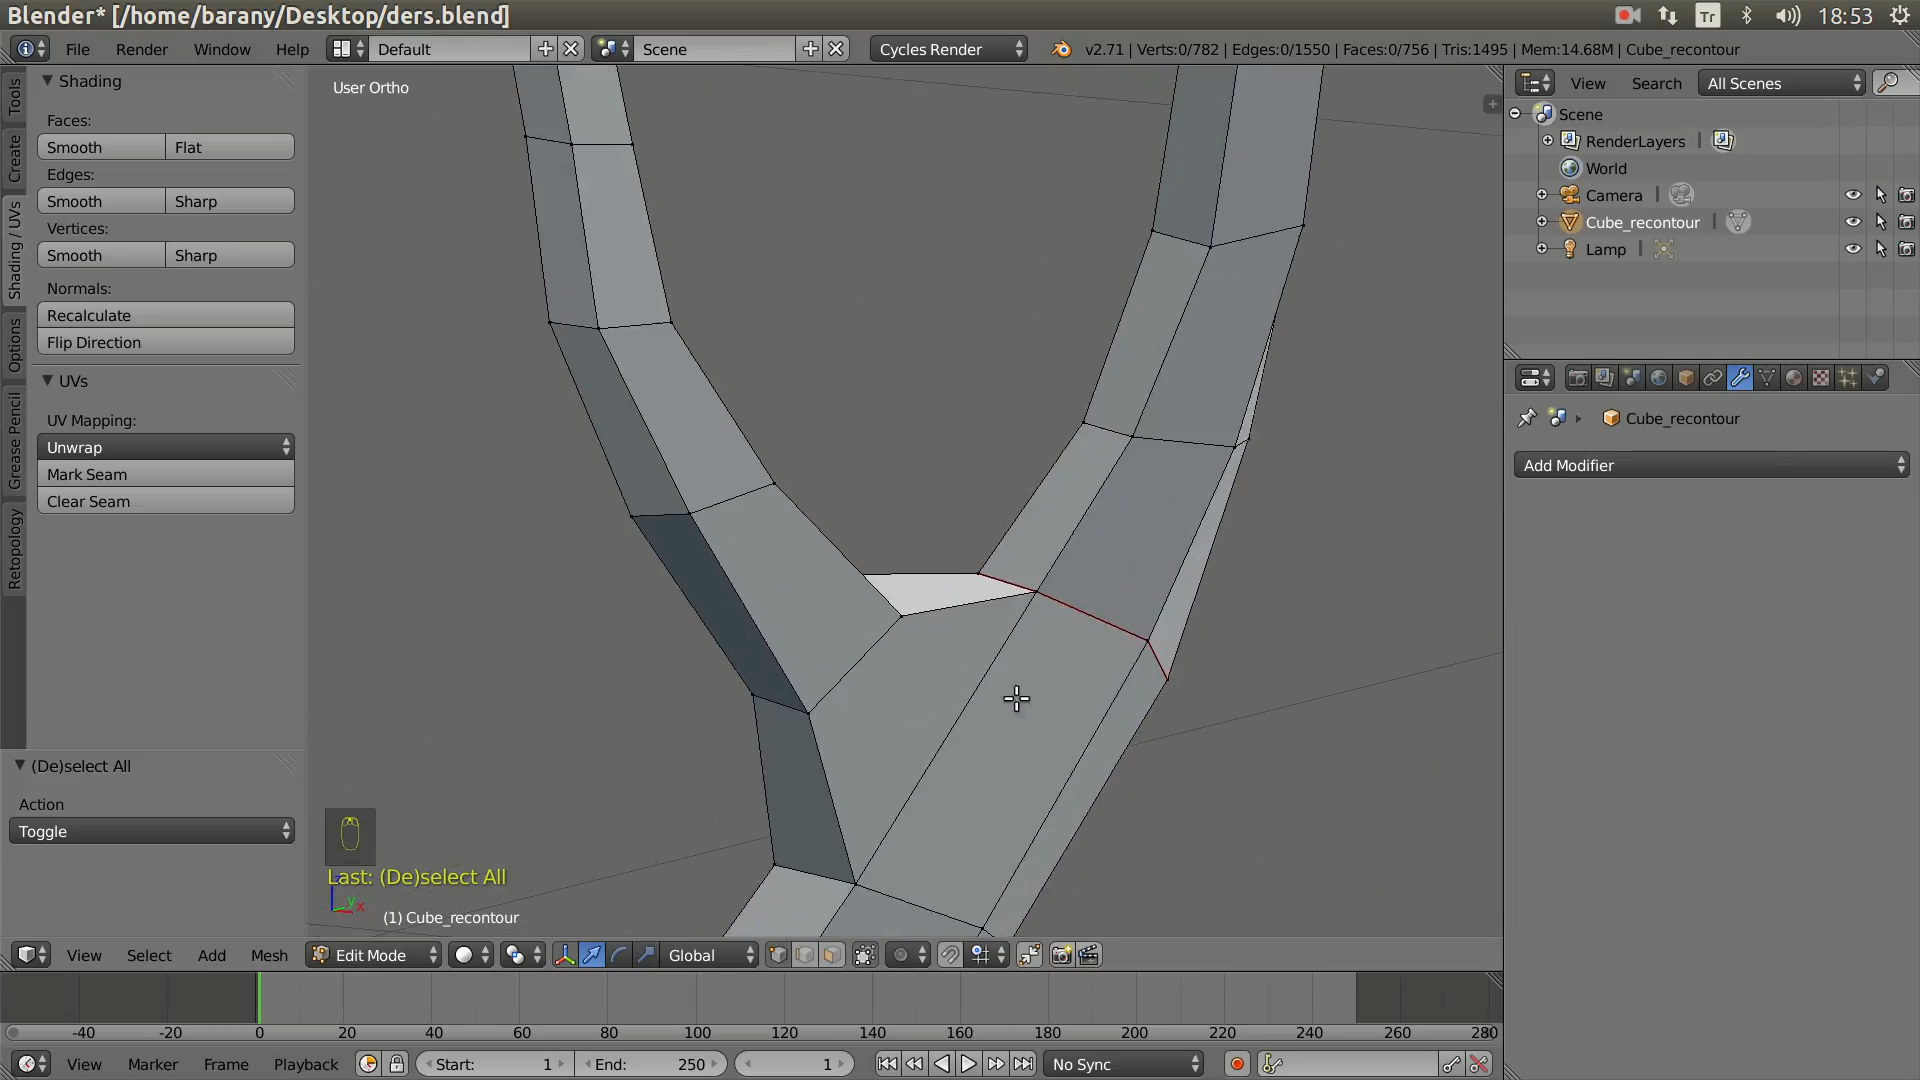 Blender* [/home/barany/Desktop/ders.blend]
Tr 18:53
File Render Window Help Default Scene Cycles Render v2.71 | Verts:0/782 | Edges:0/1550 | Faces:0/756 | Tris:1495 | Mem:14.68M | Cube_recontour
Tools
Create
Shading / UVs
Options
Grease Pencil
Retopology
Shading
Faces:
Smooth Flat
Edges:
Smooth Sharp
Vertices:
Smooth Sharp
Normals:
Recalculate
Flip Direction
UVs
UV Mapping:
Unwrap
Mark Seam
Clear Seam
(De)select All
Action
Toggle
User Ortho
Last: (De)select All
(1) Cube_recontour
View Search All Scenes
Scene
RenderLayers
World
Camera
Cube_recontour
Lamp
Cube_recontour
Add Modifier
View Select Add Mesh Edit Mode Global
-40 -20 0 20 40 60 80 100 120 140 160 180 200 220 240 260 280
View Marker Frame Playback Start: 1 End: 250 1 No Sync